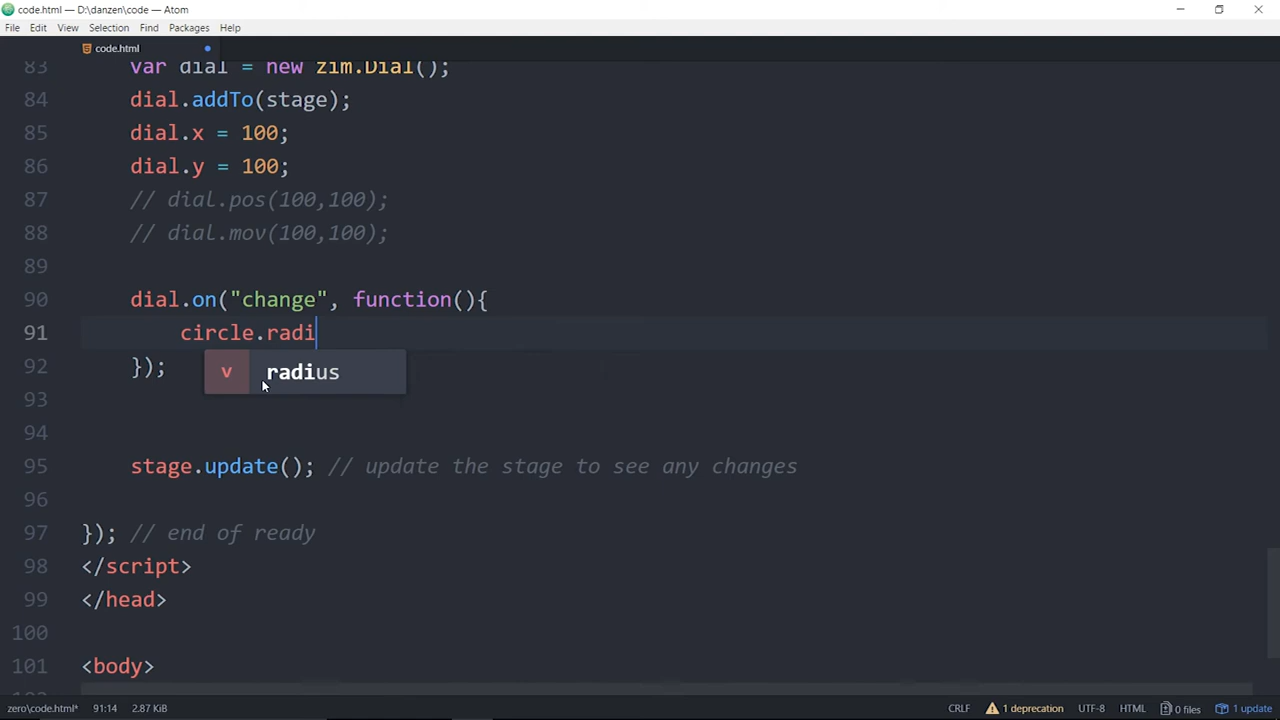 code.html — D:\danzen\code — Atom
File Edit View Selection Find Packages Help
code.html
83 var dial = new zim.Dial();
84 dial.addTo(stage);
85 dial.x = 100;
86 dial.y = 100;
87 // dial.pos(100,100);
88 // dial.mov(100,100);
89
90 dial.on("change", function(){
91 circle.radi
v radius
92 });
93
94
95 stage.update(); // update the stage to see any changes
96
97 }); // end of ready
98 </script>
99 </head>
100
101 <body>
zero\code.html* 91:14 2.87 KiB CRLF 1 deprecation UTF-8 HTML 0 files 1 update